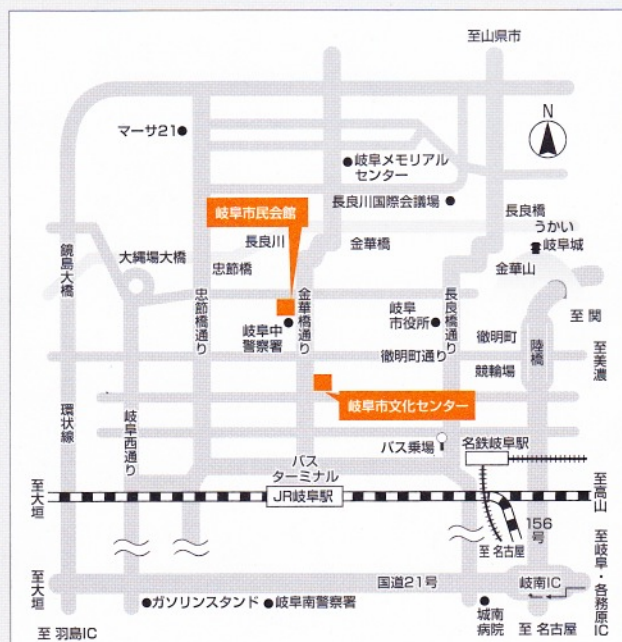 至山県市
N
マーサ21
岐阜メモリアル
センター
岐阜市民会館
長良川国際会議場
長良橋
うかい
長良川
金華橋
岐阜城
大縄場大橋
忠節橋
金華山
鏡島大橋
忠節橋通り
金華橋通り
岐阜中
警察署
岐阜
市役所
長良橋通り
至 関
徹明町
徹明町通り
陸橋
至美濃
競輪場
岐阜市文化センター
環状線
岐阜西通り
バス乗場
名鉄岐阜駅
バス
ターミナル
至大垣
JR岐阜駅
至高山
156号
至 名古屋
至大垣
国道21号
岐南IC
至岐阜・各務原IC
ガソリンスタンド
岐阜南警察署
城南
病院
至 羽島IC
至 名古屋